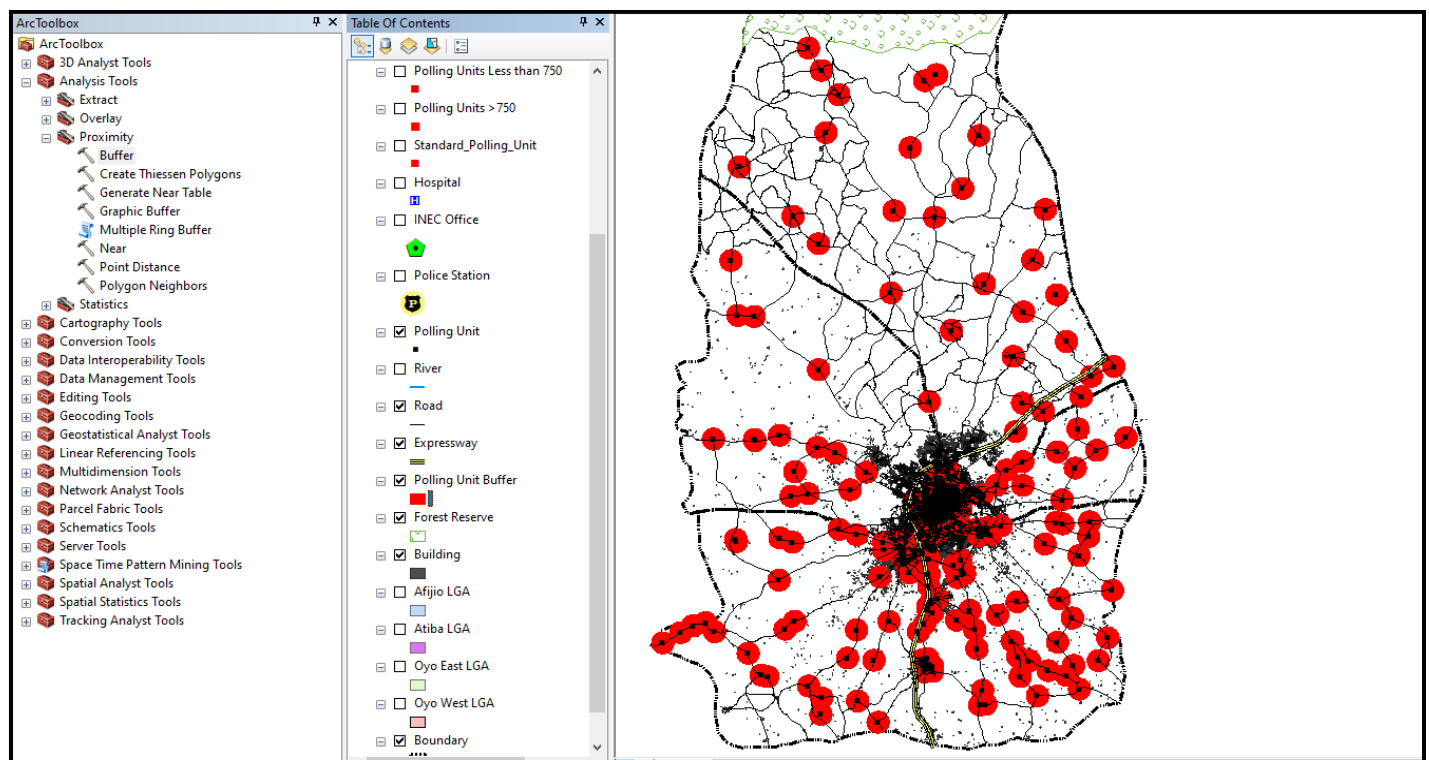 ArcToolbox
ArcToolbox
3D Analyst Tools
Analysis Tools
Extract
Overlay
Proximity
Buffer
Create Thiessen Polygons
Generate Near Table
Graphic Buffer
Multiple Ring Buffer
Near
Point Distance
Polygon Neighbors
Statistics
Cartography Tools
Conversion Tools
Data Interoperability Tools
Data Management Tools
Editing Tools
Geocoding Tools
Geostatistical Analyst Tools
Linear Referencing Tools
Multidimension Tools
Network Analyst Tools
Parcel Fabric Tools
Schematics Tools
Server Tools
Space Time Pattern Mining Tools
Spatial Analyst Tools
Spatial Statistics Tools
Tracking Analyst Tools
Table Of Contents
Polling Units Less than 750
Polling Units >750
Standard_Polling_Unit
Hospital
H
INEC Office
Police Station
P
Polling Unit
River
Road
Expressway
Polling Unit Buffer
Forest Reserve
Building
Afijio LGA
Atiba LGA
Oyo East LGA
Oyo West LGA
Boundary